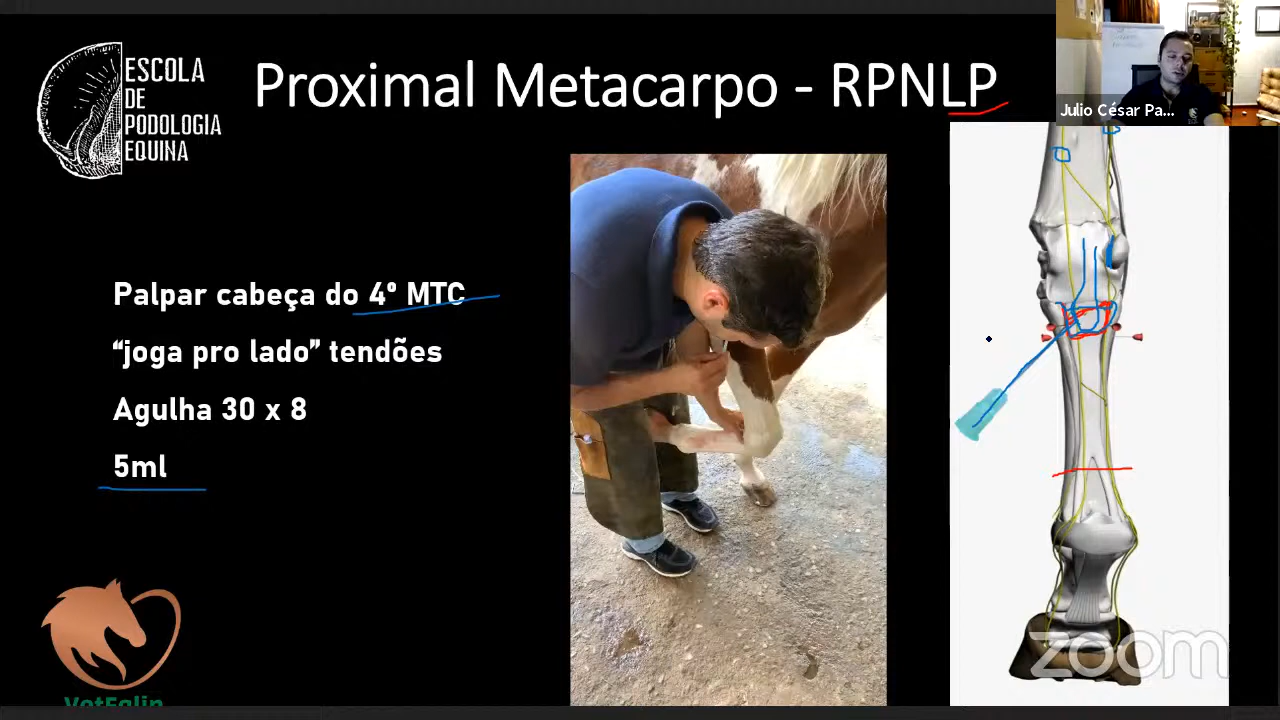 ESCOLA
DE
PODOLOGIA
EQUINA
Proximal Metacarpo - RPNLP
Julio César Pa...
Palpar cabeça do 4º MTC
“joga pro lado” tendões
Agulha 30 x 8
5ml
zoom